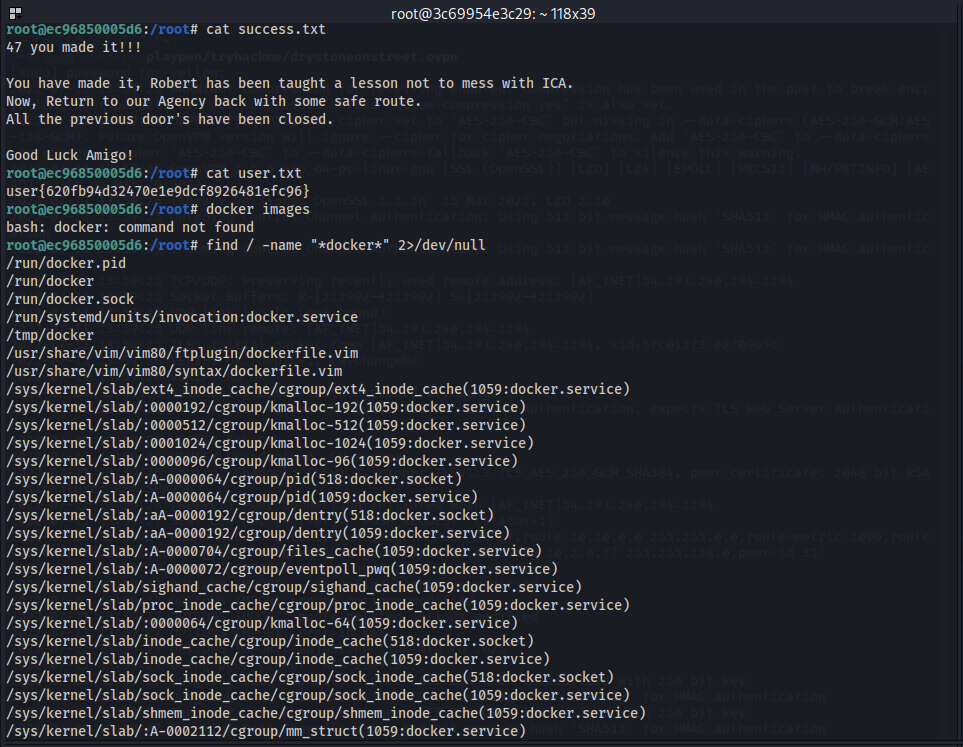 root@3c69954e3c29: ~ 118x39
root@ec96850005d6:/root# cat success.txt
47 you made it!!!
You have made it, Robert has been taught a lesson not to mess with ICA.
Now, Return to our Agency back with some safe route.
All the previous door's have been closed.
Good Luck Amigo!
root@ec96850005d6:/root# cat user.txt
user{620fb94d32470e1e9dcf8926481efc96}
root@ec96850005d6:/root# docker images
bash: docker: command not found
root@ec96850005d6:/root# find / -name "*docker*" 2>/dev/null
/run/docker.pid
/run/docker
/run/docker.sock
/run/systemd/units/invocation:docker.service
/tmp/docker
/usr/share/vim/vim80/ftplugin/dockerfile.vim
/usr/share/vim/vim80/syntax/dockerfile.vim
/sys/kernel/slab/ext4_inode_cache/cgroup/ext4_inode_cache(1059:docker.service)
/sys/kernel/slab/:0000192/cgroup/kmalloc-192(1059:docker.service)
/sys/kernel/slab/:0000512/cgroup/kmalloc-512(1059:docker.service)
/sys/kernel/slab/:0001024/cgroup/kmalloc-1024(1059:docker.service)
/sys/kernel/slab/:0000096/cgroup/kmalloc-96(1059:docker.service)
/sys/kernel/slab/:A-0000064/cgroup/pid(518:docker.socket)
/sys/kernel/slab/:A-0000064/cgroup/pid(1059:docker.service)
/sys/kernel/slab/:aA-0000192/cgroup/dentry(518:docker.socket)
/sys/kernel/slab/:aA-0000192/cgroup/dentry(1059:docker.service)
/sys/kernel/slab/:A-0000704/cgroup/files_cache(1059:docker.service)
/sys/kernel/slab/:A-0000072/cgroup/eventpoll_pwq(1059:docker.service)
/sys/kernel/slab/sighand_cache/cgroup/sighand_cache(1059:docker.service)
/sys/kernel/slab/proc_inode_cache/cgroup/proc_inode_cache(1059:docker.service)
/sys/kernel/slab/:0000064/cgroup/kmalloc-64(1059:docker.service)
/sys/kernel/slab/inode_cache/cgroup/inode_cache(518:docker.socket)
/sys/kernel/slab/inode_cache/cgroup/inode_cache(1059:docker.service)
/sys/kernel/slab/sock_inode_cache/cgroup/sock_inode_cache(518:docker.socket)
/sys/kernel/slab/sock_inode_cache/cgroup/sock_inode_cache(1059:docker.service)
/sys/kernel/slab/shmem_inode_cache/cgroup/shmem_inode_cache(1059:docker.service)
/sys/kernel/slab/:A-0002112/cgroup/mm_struct(1059:docker.service)